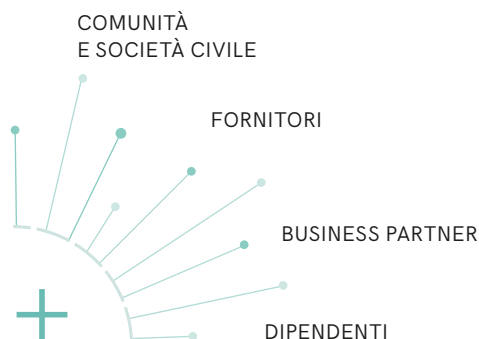 COMUNITÀ
E SOCIETÀ CIVILE
FORNITORI
BUSINESS PARTNER
DIPENDENTI